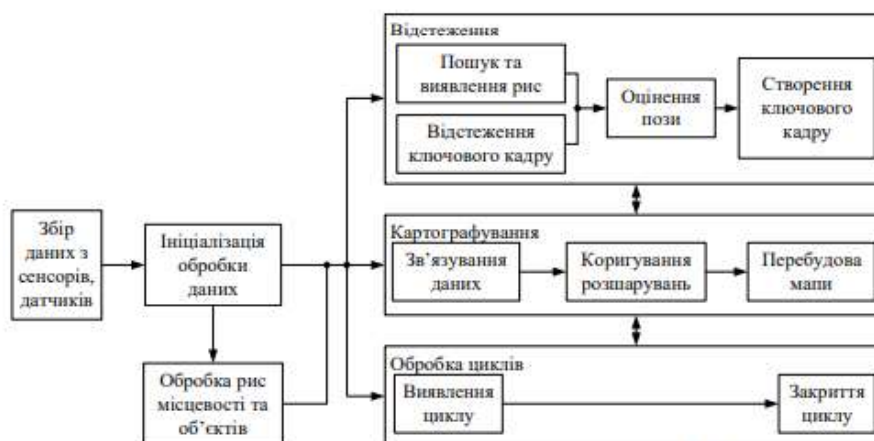 Збір
даних з
сенсорів,
датчиків
Ініціалізація
обробки
даних
Обробка рис
місцевості та
об’єктів
Відстеження
Пошук та
виявлення рис
Відстеження
ключового кадру
Оцінення
пози
Створення
ключового
кадру
Картографування
Зв’язування
даних
Коригування
розшарувань
Перебудова
мапи
Обробка циклів
Виявлення
циклу
Закриття
циклу